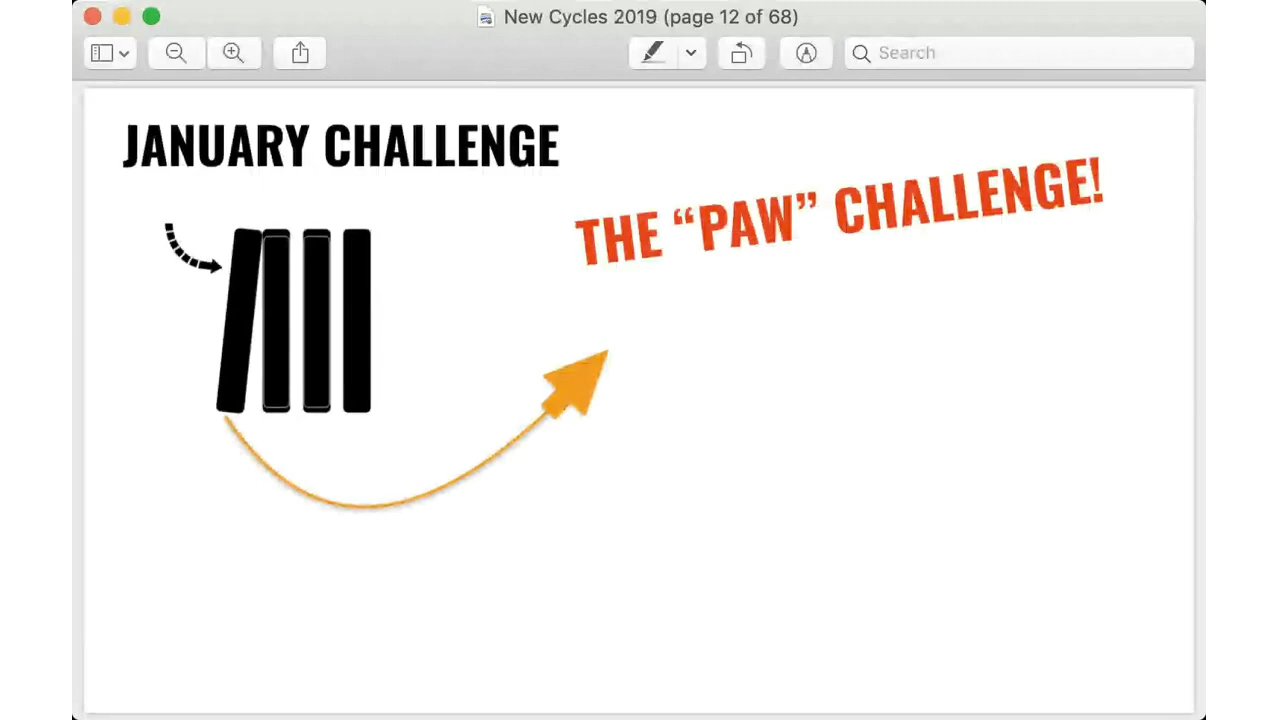 New Cycles 2019 (page 12 of 68)
Search
JANUARY CHALLENGE
THE “PAW” CHALLENGE!